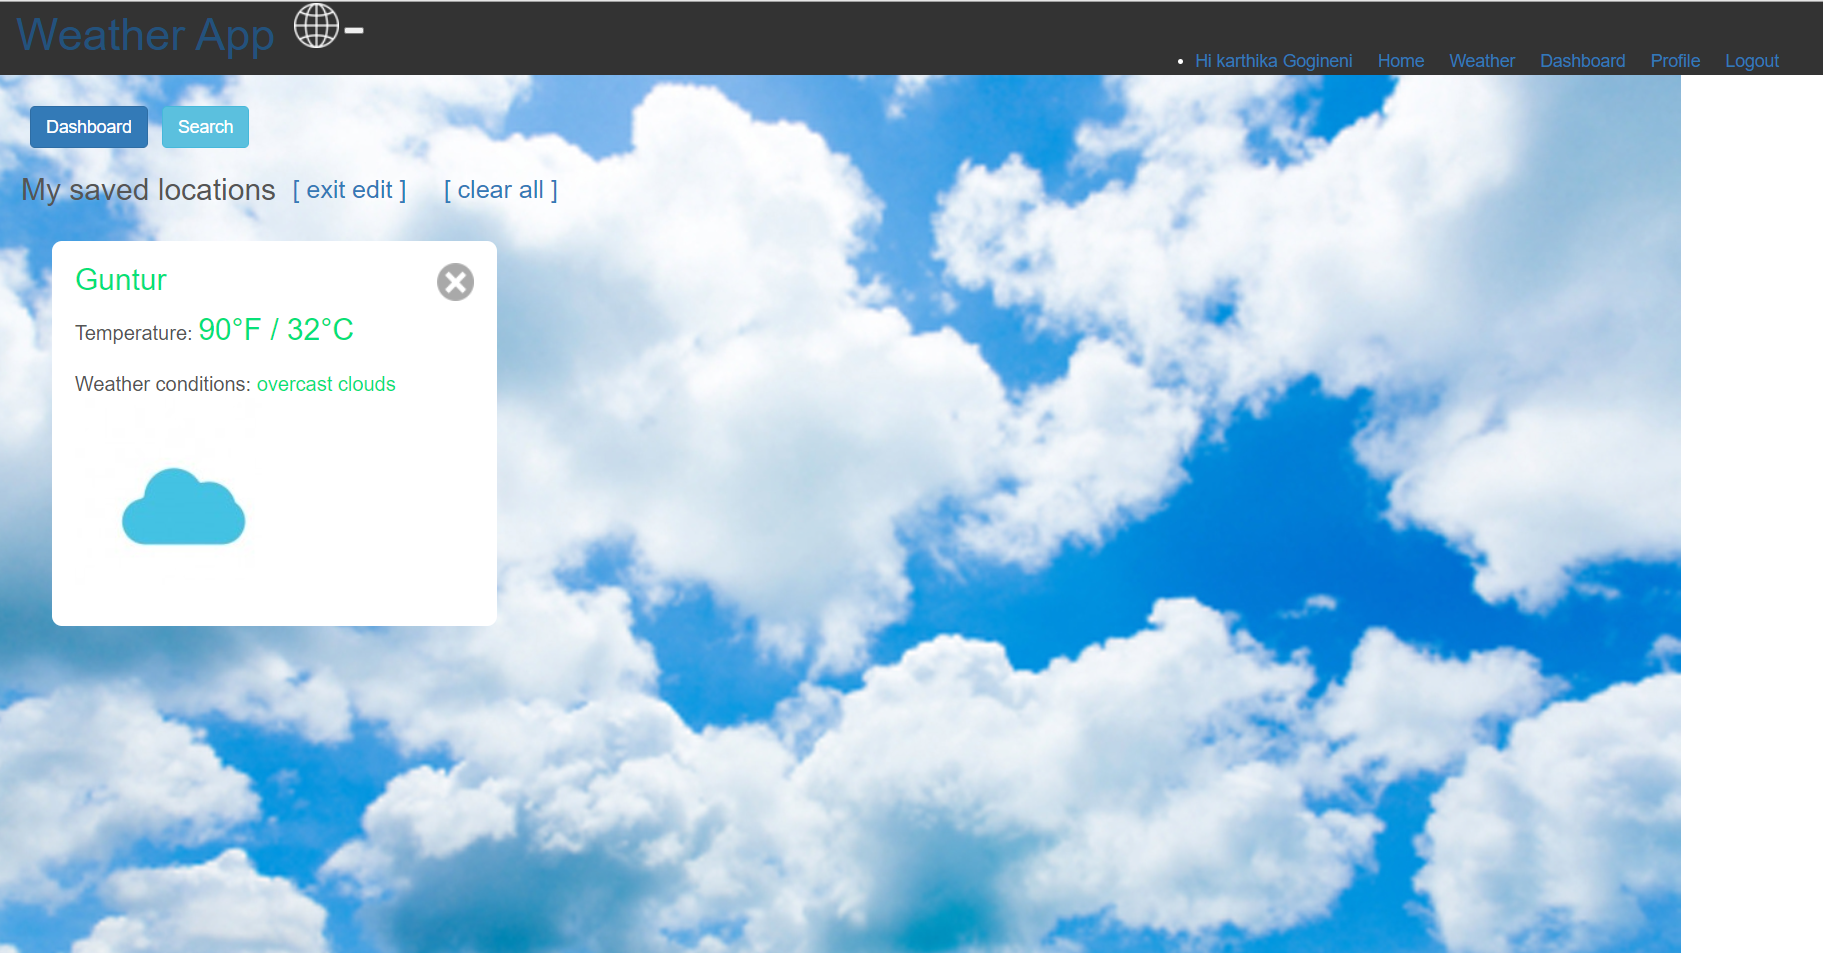 Weather App
Hi karthika Gogineni Home Weather Dashboard Profile Logout
Dashboard Search
My saved locations [ exit edit ] [ clear all ]
Guntur
Temperature: 90°F / 32°C
Weather conditions: overcast clouds